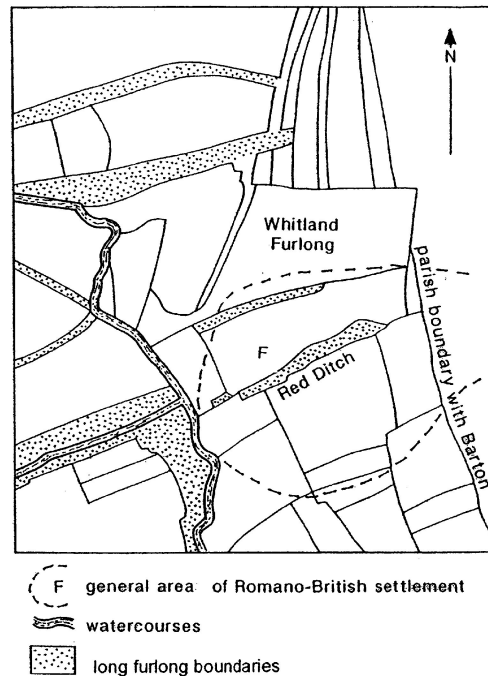 N
Whitland
Furlong
parish boundary with Barton
F
Red Ditch
F general area of Romano-British settlement
watercourses
long furlong boundaries